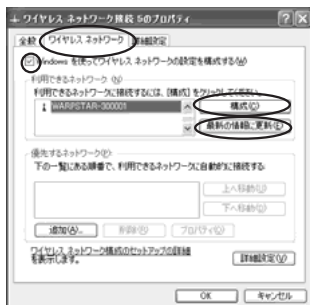 ワイヤレス ネットワーク接続 5のプロパティ
全般 ワイヤレス ネットワーク 詳細設定
Windows を使ってワイヤレス ネットワークの設定を構成する(W)
利用できるネットワーク (N)
利用できるネットワークに接続するには、[構成] をクリックしてください。
WARPSTAR-300001
構成(C)
最新の情報に更新(E)
優先するネットワーク(P):
下の一覧にある順番で、利用できるネットワークに自動的に接続する
上へ移動(U)
下へ移動(D)
追加(A)... 削除(R) プロパティ(O)
ワイヤレス ネットワーク構成のセットアップの詳細
を表示します。
詳細設定(V)
OK キャンセル